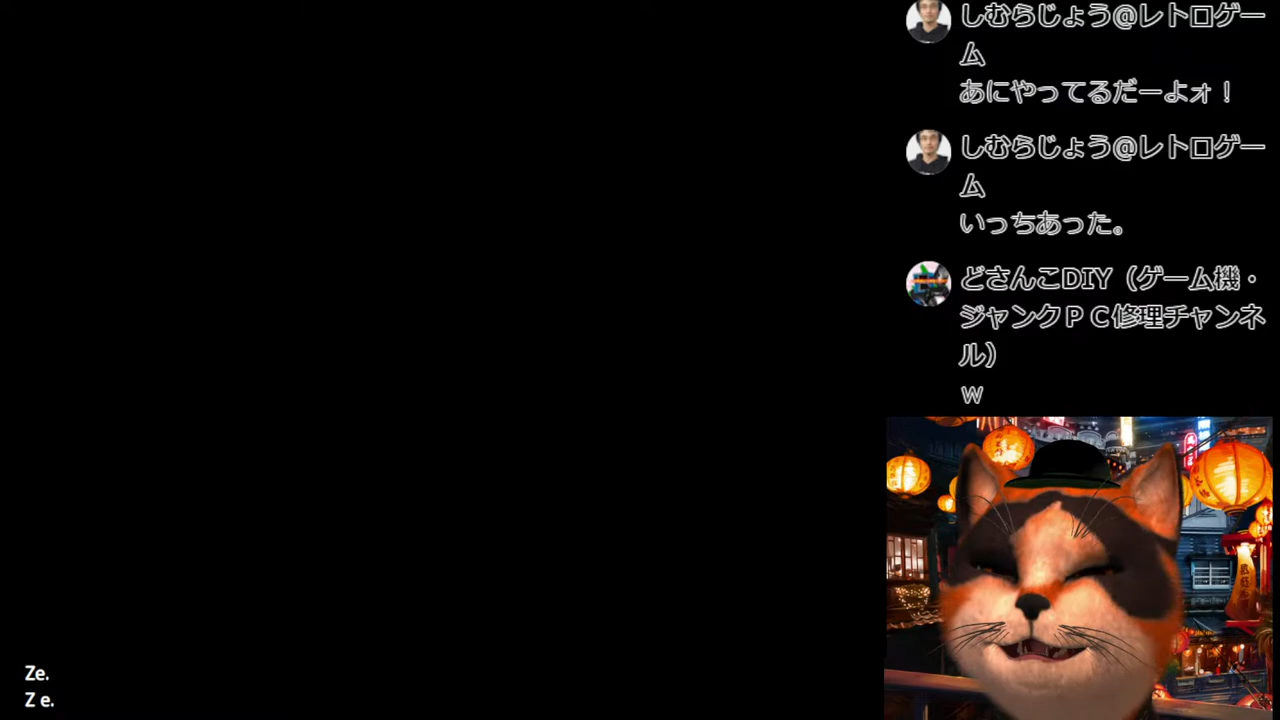 しむらじょう@レトロゲー
ム
あにやってるだーよォ！
しむらじょう@レトロゲー
ム
いっちあった。
どさんこDIY（ゲーム機・
ジャンクＰＣ修理チャンネ
ル）
w
Ze.
Z e.